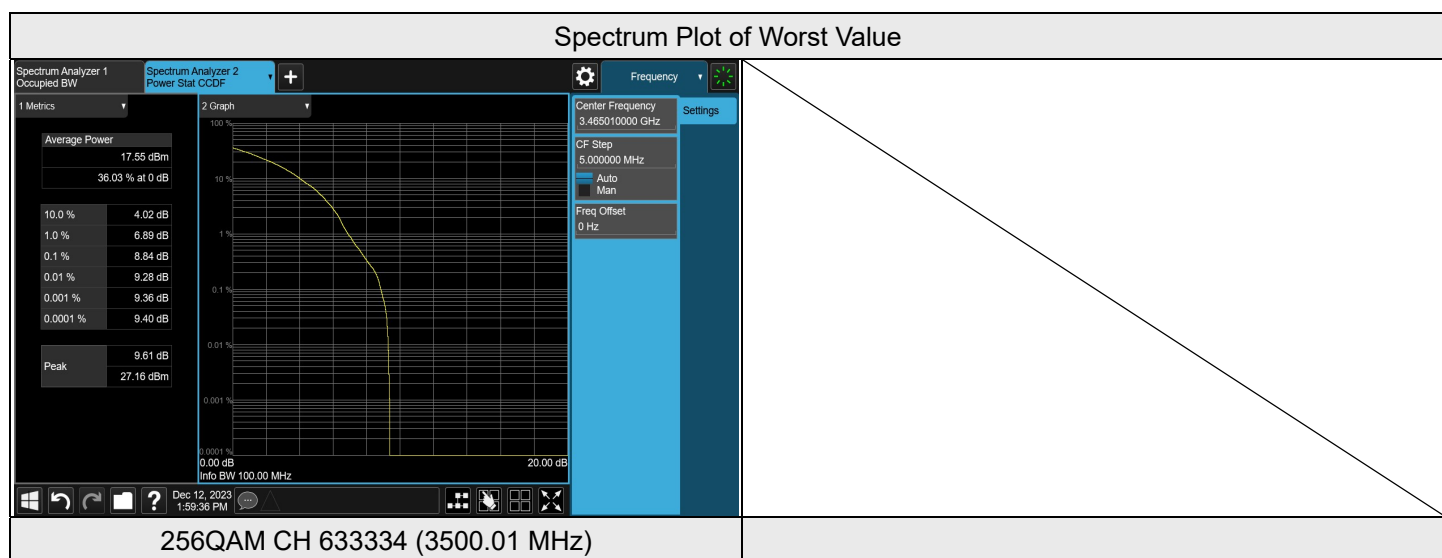 Spectrum Plot of Worst Value
Spectrum Analyzer 1
Occupied BW
Spectrum Analyzer 2
Power Stat CCDF
Frequency
1 Metrics
2 Graph
Average Power
17.55 dBm
36.03 % at 0 dB
10.0 % 4.02 dB
1.0 % 6.89 dB
0.1 % 8.84 dB
0.01 % 9.28 dB
0.001 % 9.36 dB
0.0001 % 9.40 dB
Peak
9.61 dB
27.16 dBm
100 %
10 %
1 %
0.1 %
0.01 %
0.001 %
0.0001 %
0.00 dB 20.00 dB
Info BW 100.00 MHz
Center Frequency
3.465010000 GHz
Settings
CF Step
5.000000 MHz
Auto
Man
Freq Offset
0 Hz
?
Dec 12, 2023
1:59:36 PM
256QAM CH 633334 (3500.01 MHz)